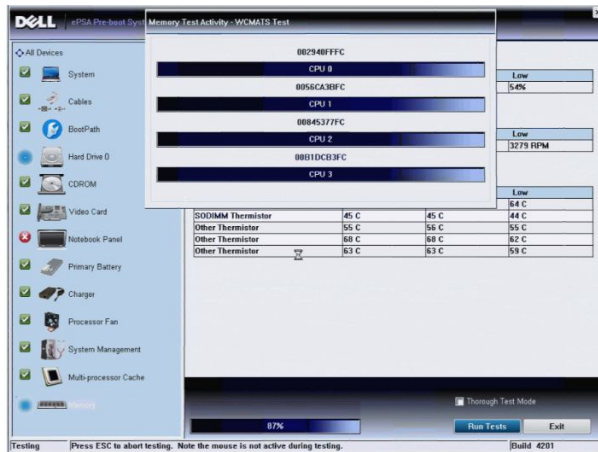 DELL
ePSA Pre-boot Syst
Memory Test Activity - WCMATS Test
002940FFFC
CPU 0
0056CA3BFC
CPU 1
00845377FC
CPU 2
00B1DCB3FC
CPU 3
All Devices
System
Cables
BootPath
Hard Drive 0
CDROM
Video Card
Notebook Panel
Primary Battery
Charger
Processor Fan
System Management
Multi-processor Cache
Memory
Low
54%
Low
3279 RPM
Low
64 C
SODIMM Thermistor 45 C 45 C 44 C
Other Thermistor 55 C 56 C 55 C
Other Thermistor 68 C 68 C 62 C
Other Thermistor 63 C 63 C 59 C
Thorough Test Mode
87%
Run Tests
Exit
Testing
Press ESC to abort testing. Note the mouse is not active during testing.
Build 4201